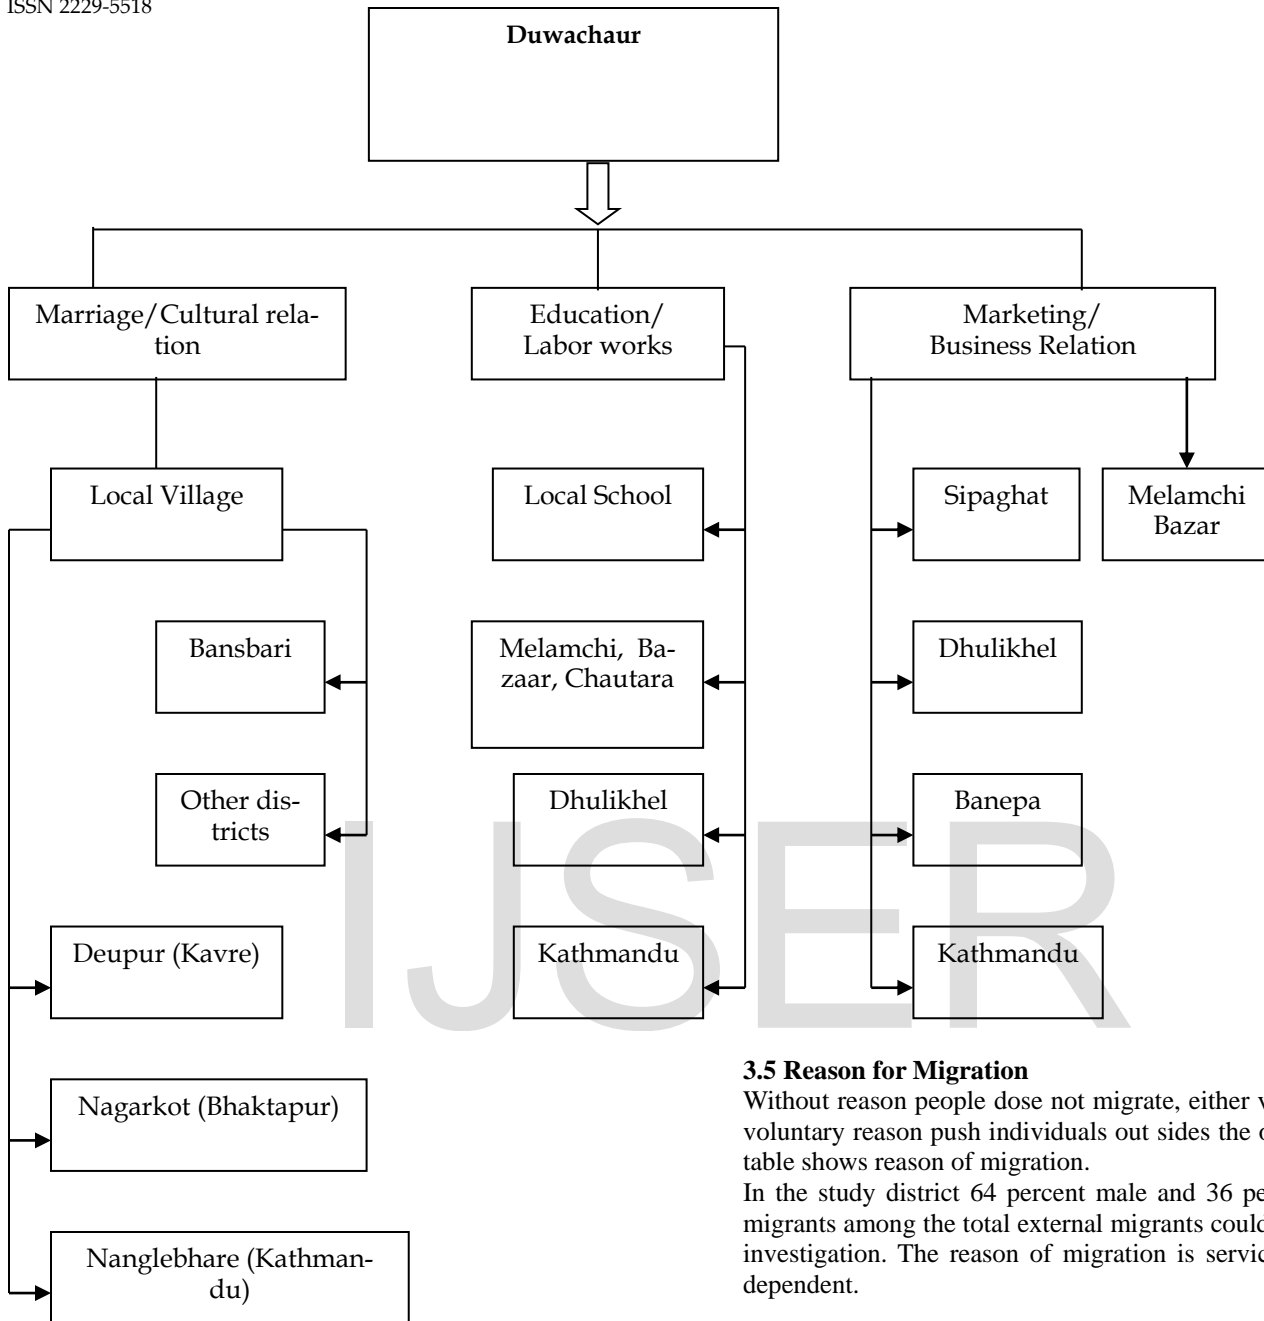 ISSN 2229-5518
Duwachaur
Marriage/Cultural rela-
tion
Education/
Labor works
Marketing/
Business Relation
Local Village
Local School
Sipaghat
Melamchi
Bazar
Bansbari
Melamchi, Ba-
zaar, Chautara
Dhulikhel
Other dis-
tricts
Dhulikhel
Banepa
Deupur (Kavre)
Kathmandu
Kathmandu
Nagarkot (Bhaktapur)
Nanglebhare (Kathman-
du)
IJSER
3.5 Reason for Migration
Without reason people dose not migrate, either
voluntary reason push individuals out sides the
table shows reason of migration.
In the study district 64 percent male and 36
migrants among the total external migrants could
investigation. The reason of migration is
dependent.